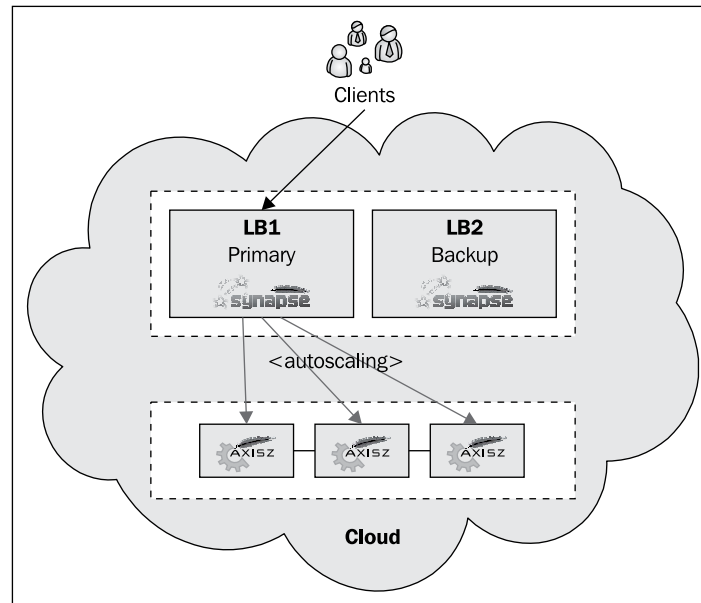 Clients
LB1
Primary
synapse
LB2
Backup
synapse
<autoscaling>
AXIS2
AXIS2
AXIS2
Cloud